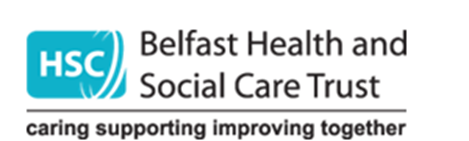 HSC
Belfast Health and
Social Care Trust
caring supporting improving together